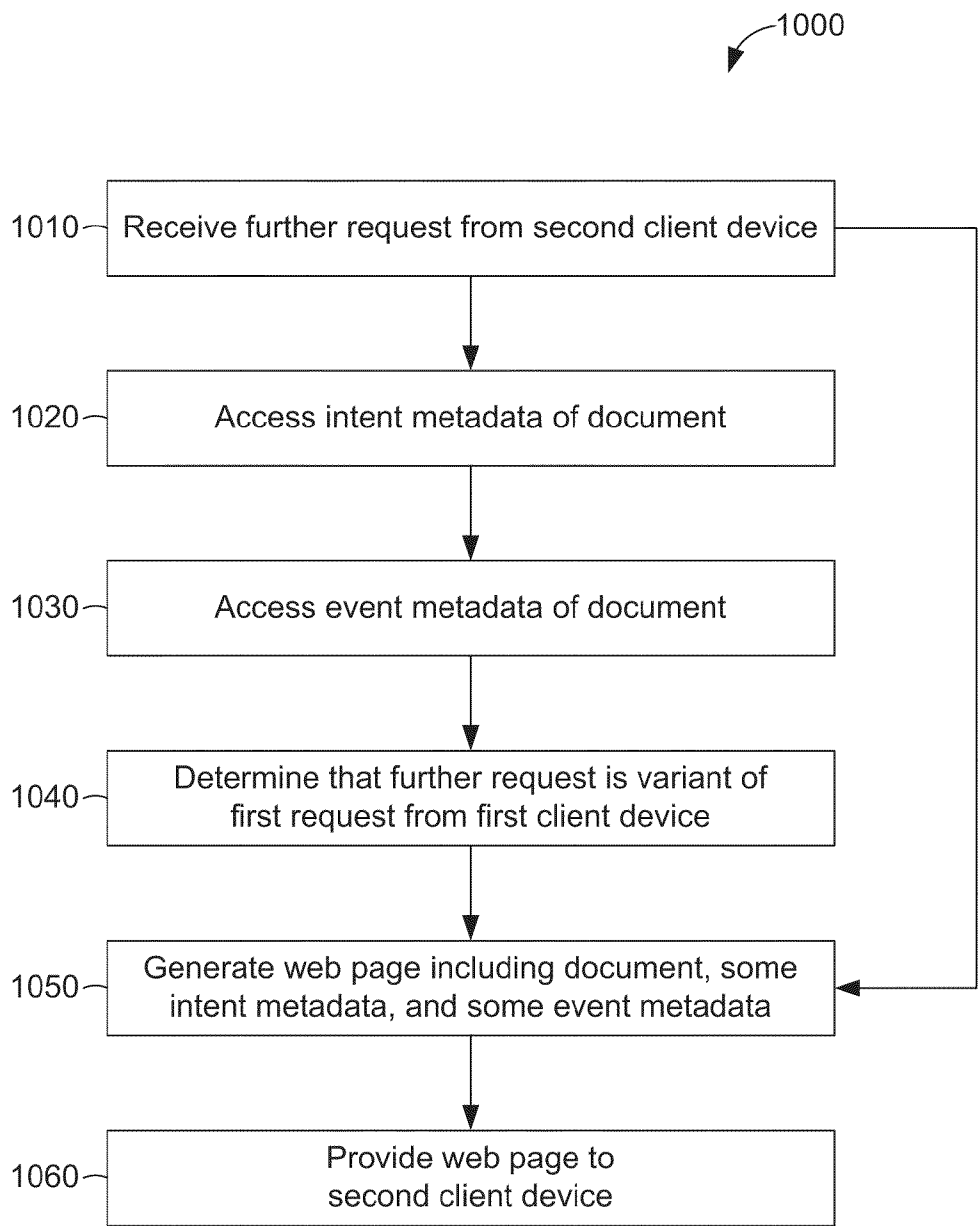 1000
1010
Receive further request from second client device
1020
Access intent metadata of document
1030
Access event metadata of document
1040
Determine that further request is variant of
first request from first client device
1050
Generate web page including document, some
intent metadata, and some event metadata
1060
Provide web page to
second client device